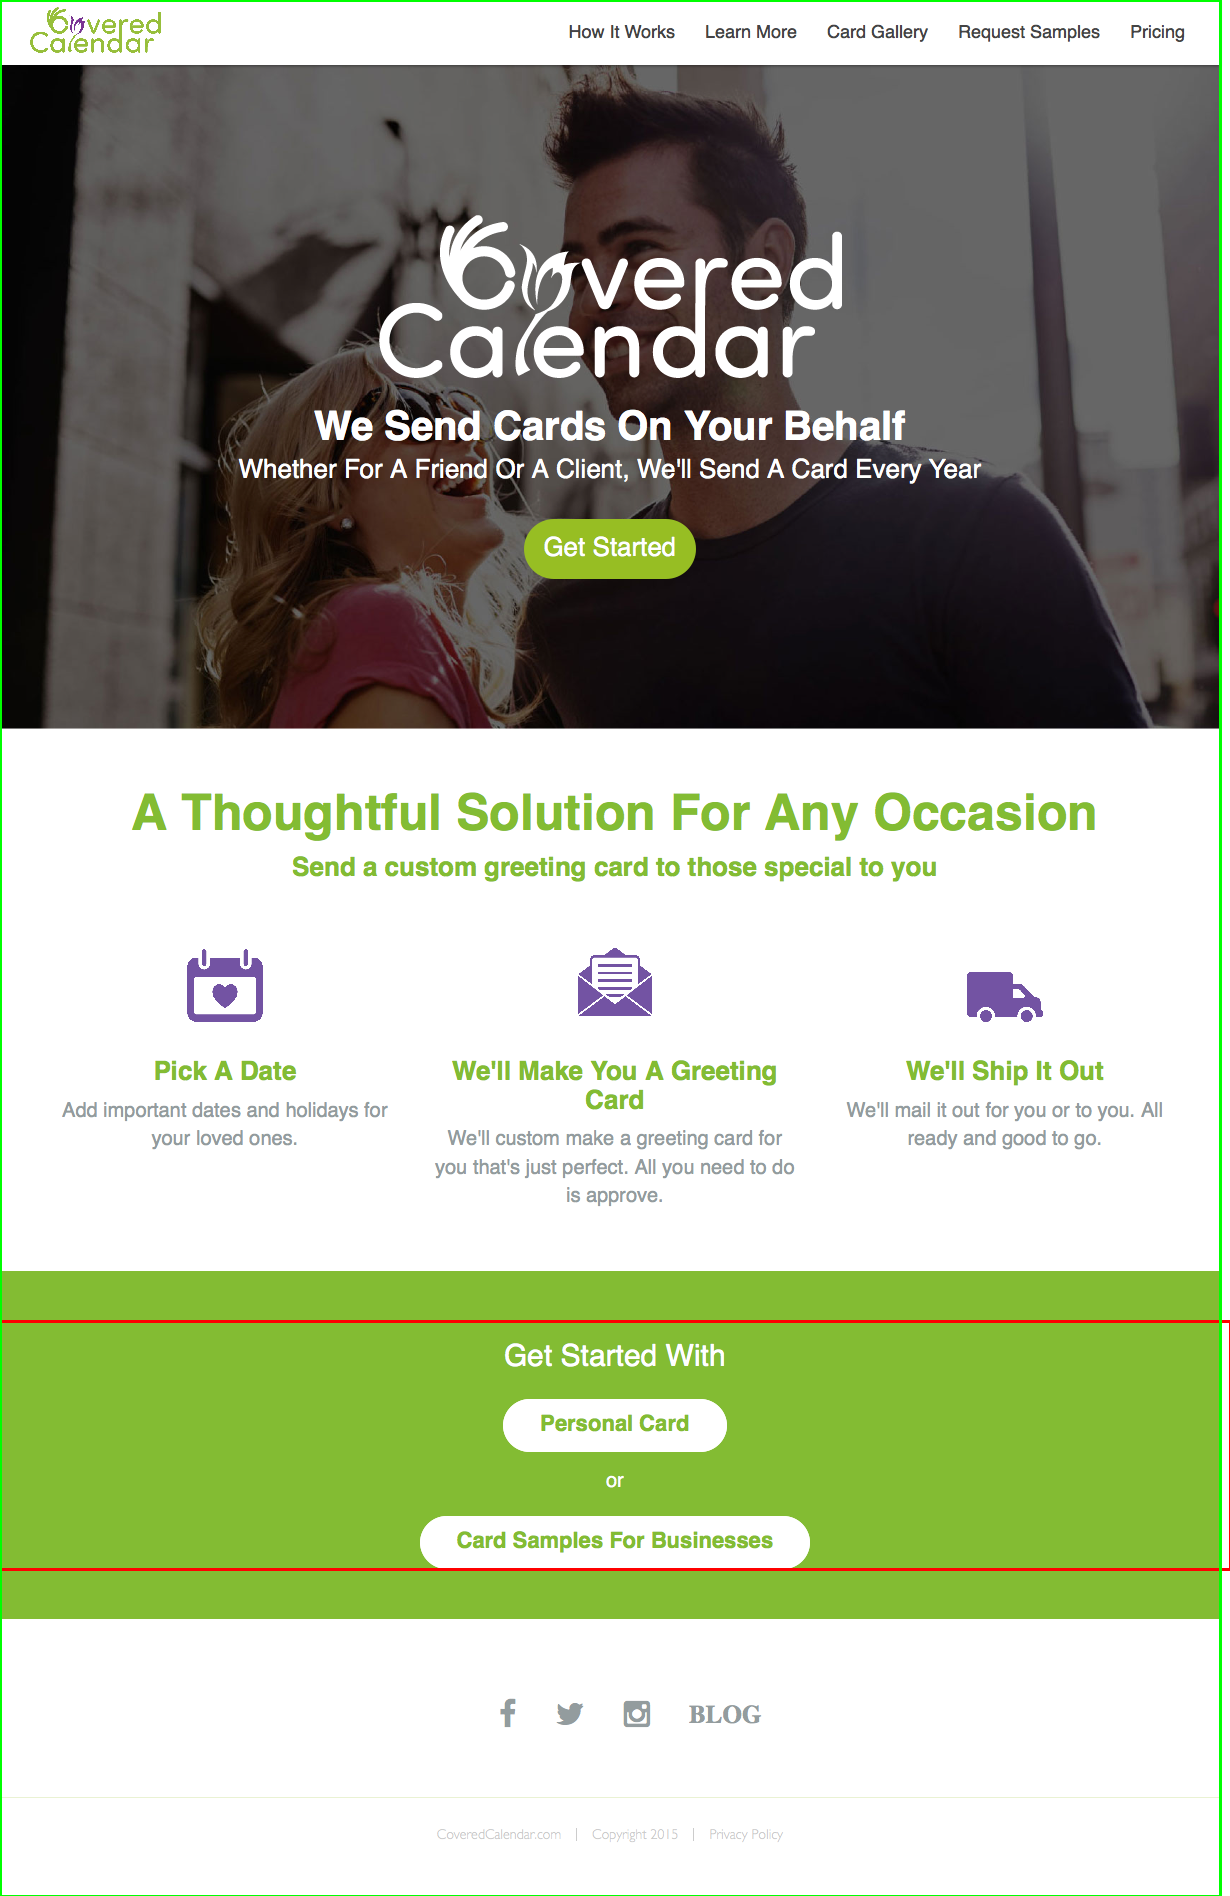 Covered
Calendar
How It Works
Learn More
Card Gallery
Request Samples
Pricing
Covered
Calendar
We Send Cards On Your Behalf
Whether For A Friend Or A Client, We'll Send A Card Every Year
Get Started
A Thoughtful Solution For Any Occasion
Send a custom greeting card to those special to you
Pick A Date
Add important dates and holidays for
your loved ones.
We'll Make You A Greeting
Card
We'll custom make a greeting card for
you that's just perfect. All you need to do
is approve.
We'll Ship It Out
We'll mail it out for you or to you. All
ready and good to go.
Get Started With
Personal Card
or
Card Samples For Businesses
BLOG
CoveredCalendar.com | Copyright 2015 | Privacy Policy